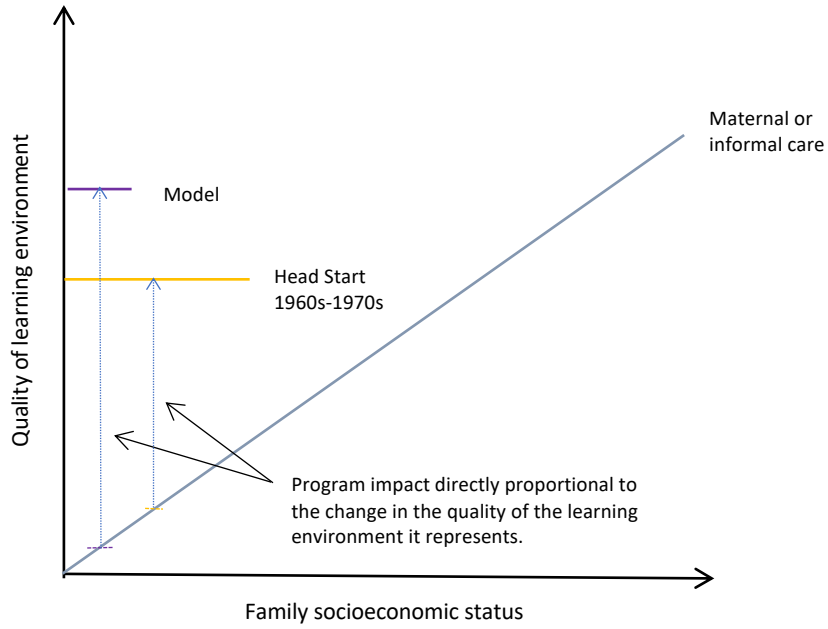 Quality of learning environment
Maternal or
informal care
Model
Head Start
1960s-1970s
Program impact directly proportional to
the change in the quality of the learning
environment it represents.
Family socioeconomic status